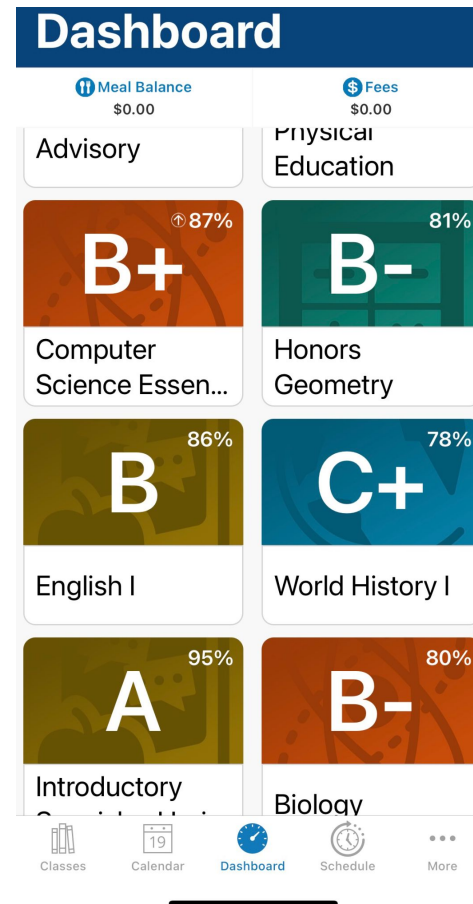 Dashboard
Meal Balance
$0.00
Fees
$0.00
Advisory
Physical
Education
87%
B+
Computer
Science Essen...
81%
B-
Honors
Geometry
86%
B
English I
78%
C+
World History I
95%
A
Introductory
80%
B-
Biology
19
Classes
Calendar
Dashboard
Schedule
More